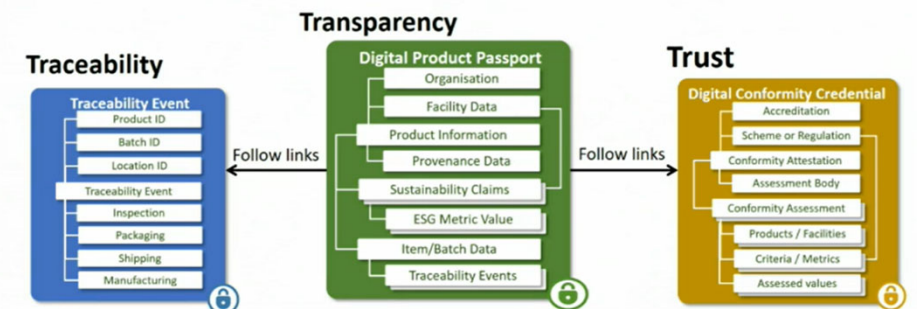 Transparency
Traceability
Trust
Traceability Event
Product ID
Batch ID
Location ID
Traceability Event
Inspection
Packaging
Shipping
Manufacturing
Follow links
Digital Product Passport
Organisation
Facility Data
Product Information
Provenance Data
Sustainability Claims
ESG Metric Value
Item/Batch Data
Traceability Events
Follow links
Digital Conformity Credential
Accreditation
Scheme or Regulation
Conformity Attestation
Assessment Body
Conformity Assessment
Products / Facilities
Criteria / Metrics
Assessed values